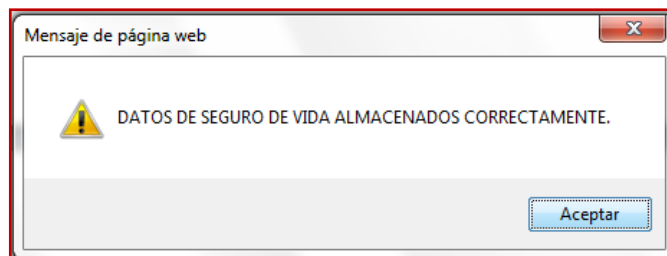 Mensaje de página web
DATOS DE SEGURO DE VIDA ALMACENADOS CORRECTAMENTE.
Aceptar